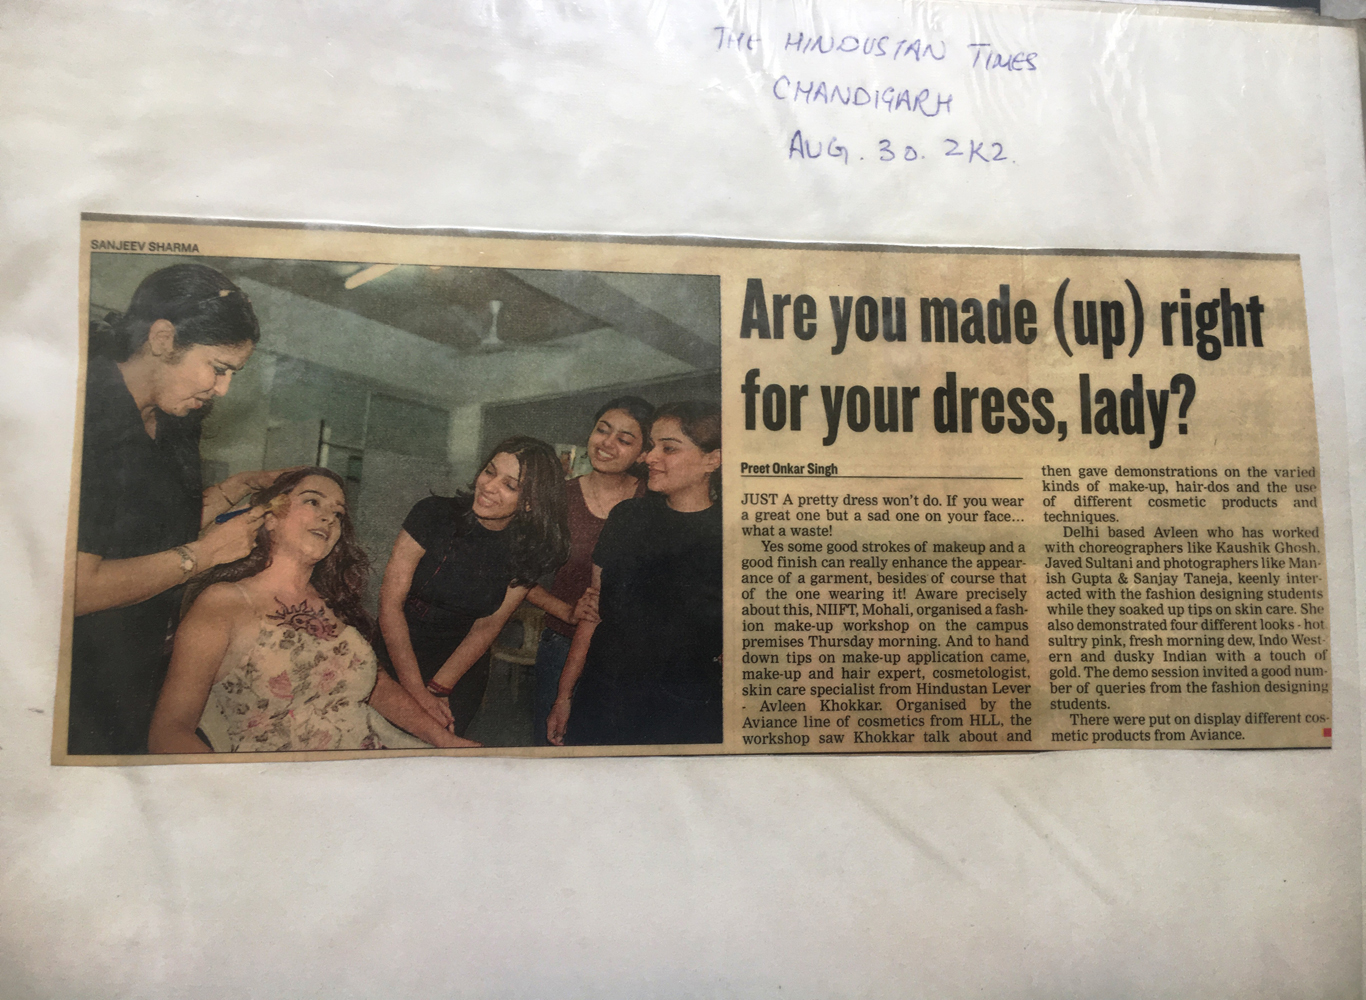 THE HINDUSTAN TIMES
CHANDIGARH
AUG. 30. 2K2.
SANJEEV SHARMA
Are you made (up) right
for your dress, lady?
Preet Onkar Singh
JUST A pretty dress won't do. If you wear
a great one but a sad one on your face...
what a waste!
Yes some good strokes of makeup and a
good finish can really enhance the appear-
ance of a garment, besides of course that
of the one wearing it! Aware precisely
about this, NIIFT, Mohali, organised a fash-
ion make-up workshop on the campus
premises Thursday morning. And to hand
down tips on make-up application came,
make-up and hair expert, cosmetologist,
skin care specialist from Hindustan Lever
- Avleen Khokkar. Organised by the
Aviance line of cosmetics from HLL, the
workshop saw Khokkar talk about and
then gave demonstrations on the varied
kinds of make-up, hair-dos and the use
of different cosmetic products and
techniques.
Delhi based Avleen who has worked
with choreographers like Kaushik Ghosh.
Javed Sultani and photographers like Man-
ish Gupta & Sanjay Taneja, keenly inter-
acted with the fashion designing students
while they soaked up tips on skin care. She
also demonstrated four different looks - hot
sultry pink, fresh morning dew, Indo West-
ern and dusky Indian with a touch of
gold. The demo session invited a good num-
ber of queries from the fashion designing
students.
There were put on display different cos-
metic products from Aviance.